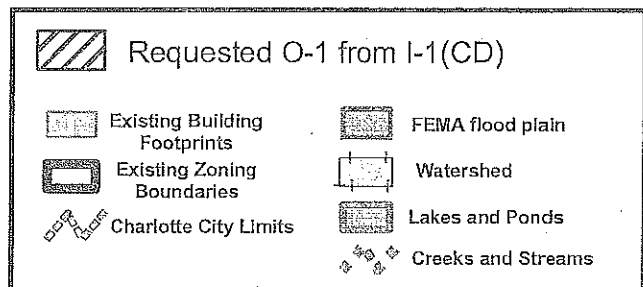 Requested O-1 from I-1(CD)
Existing Building
Footprints
Existing Zoning
Boundaries
Charlotte City Limits
FEMA flood plain
Watershed
Lakes and Ponds
Creeks and Streams